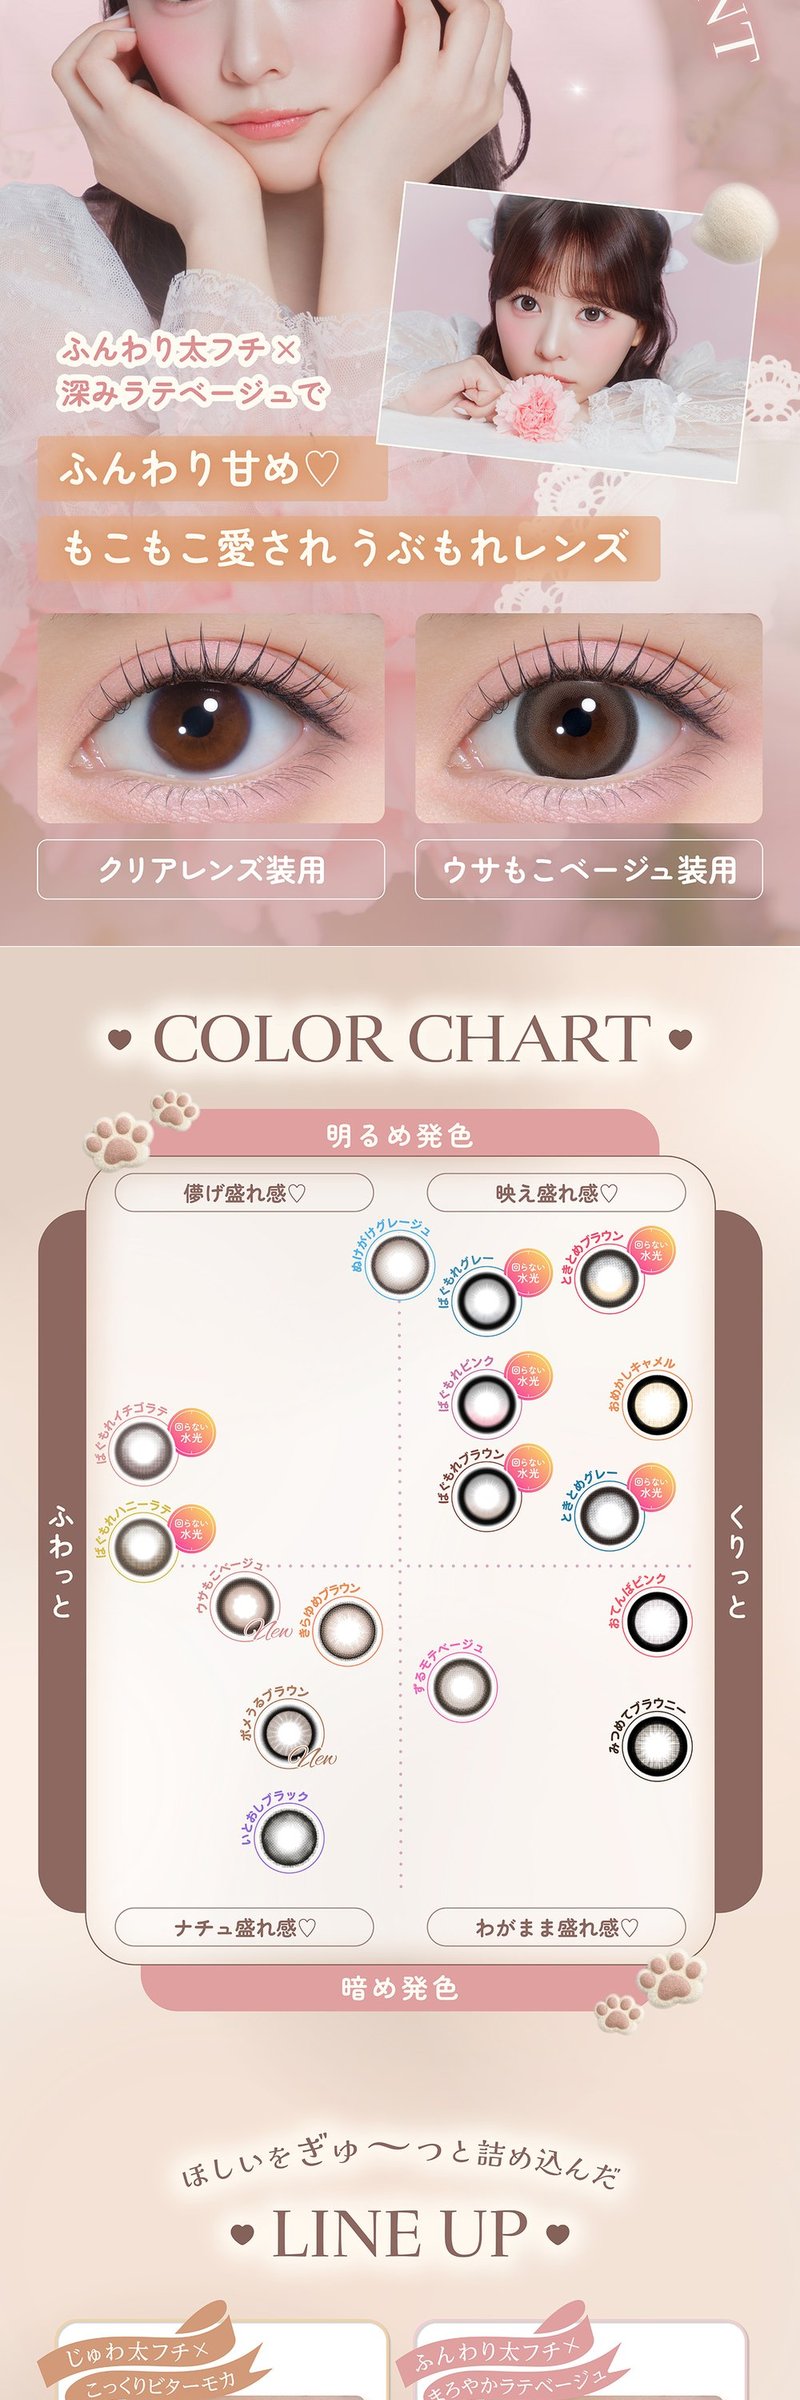 NT
ふんわり太フチ×
深みラテベージュで
ふんわり甘め♡
もこもこ愛され うぶもれレンズ
クリアレンズ装用
ウサもこベージュ装用
COLOR CHART
明るめ発色
儚げ盛れ感♡
映え盛れ感♡
ぬけがけグレージュ
ばぐもれグレー
回らない
水光
ときとめブラウン
回らない
水光
ばぐもれピンク
回らない
水光
おめかしキャメル
ばぐもれイチゴラテ
回らない
水光
ばぐもれブラウン
回らない
水光
ときとめグレー
回らない
水光
ばぐもれハニーラテ
回らない
水光
ふわっと
くりっと
ウサもこベージュ
New
きらゆめブラウン
おてんばピンク
ずるモテベージュ
ポメうるブラウン
New
みつめてブラウニー
いとおしブラック
ナチュ盛れ感♡
わがまま盛れ感♡
暗め発色
ほしいをぎゅ〜っと詰め込んだ
LINE UP
じゅわ太フチ×
こっくりビターモカ
ふんわり太フチ×
まろやかラテベージュ